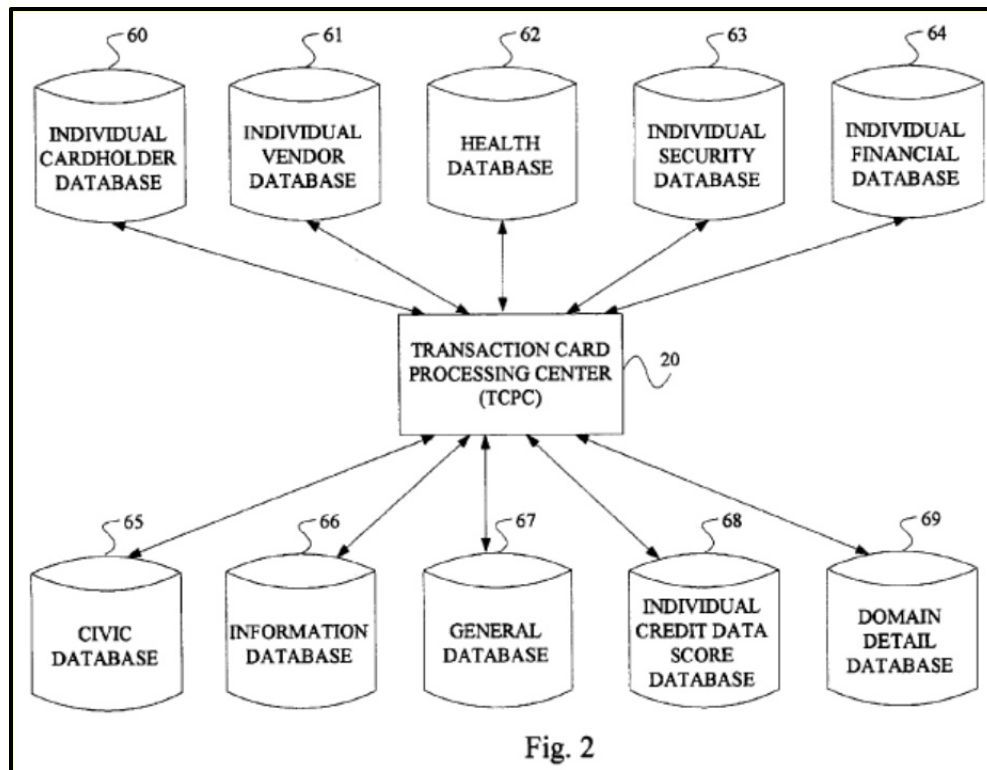 60
61
62
63
64
INDIVIDUAL
CARDHOLDER
DATABASE
INDIVIDUAL
VENDOR
DATABASE
HEALTH
DATABASE
INDIVIDUAL
SECURITY
DATABASE
INDIVIDUAL
FINANCIAL
DATABASE
TRANSACTION CARD
PROCESSING CENTER
(TCPC)
20
65
66
67
68
69
CIVIC
DATABASE
INFORMATION
DATABASE
GENERAL
DATABASE
INDIVIDUAL
CREDIT DATA
SCORE
DATABASE
DOMAIN
DETAIL
DATABASE
Fig. 2